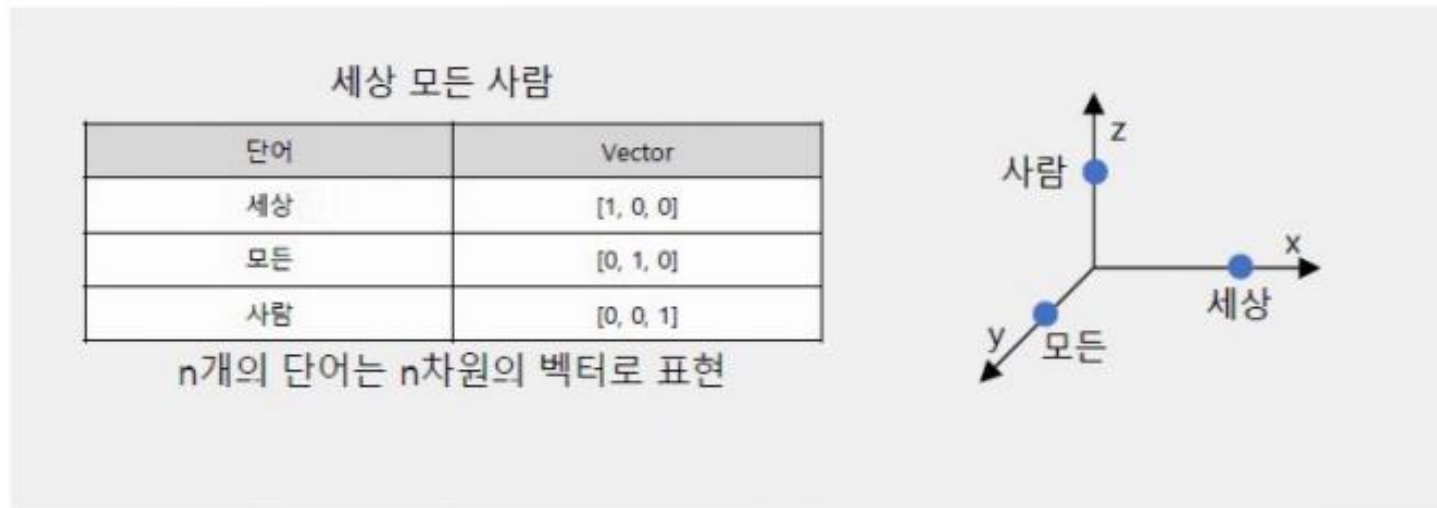 세상 모든 사람
단어 Vector
세상 [1, 0, 0]
모든 [0, 1, 0]
사람 [0, 0, 1]
n개의 단어는 n차원의 벡터로 표현
z
사람
x
세상
y
모든